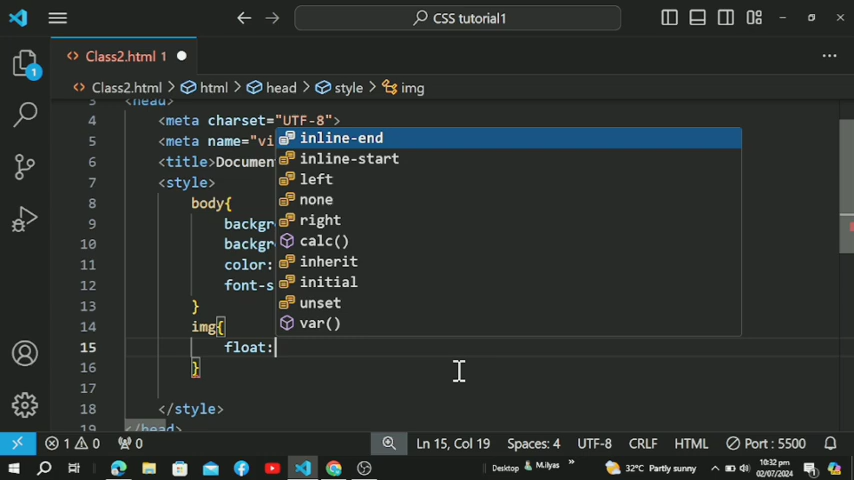 CSS tutorial1
Class2.html 1
Class2.html > html > head > style > img
1
3 <head>
4 <meta charset="UTF-8">
5 <meta name="vi
6 <title>Documen
7 <style>
8 body{
9 backgr
10 backgr
11 color:
12 font-s
13 }
14 img{
15 float:
16 }
17
18 </style>
19 </head>
inline-end
inline-start
left
none
right
calc()
inherit
initial
unset
var()
1 0 0 Ln 15, Col 19 Spaces: 4 UTF-8 CRLF HTML Port : 5500
Desktop M.ilyas » 32°C Partly sunny 10:32 pm
02/07/2024 1